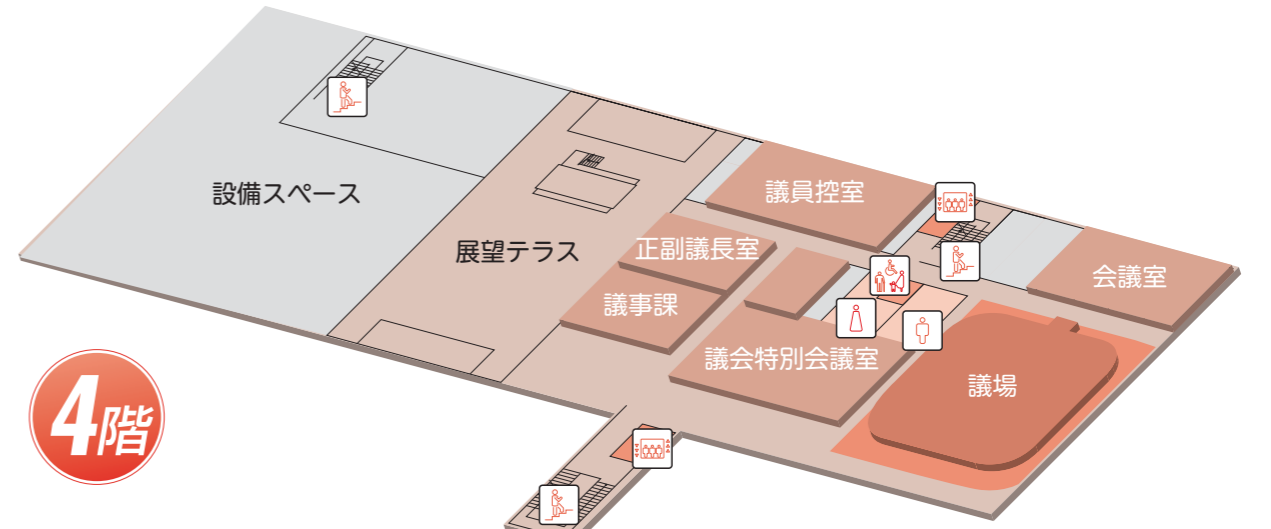 設備スペース
展望テラス
議員控室
正副議長室
議事課
会議室
議会特別会議室
議場
4階